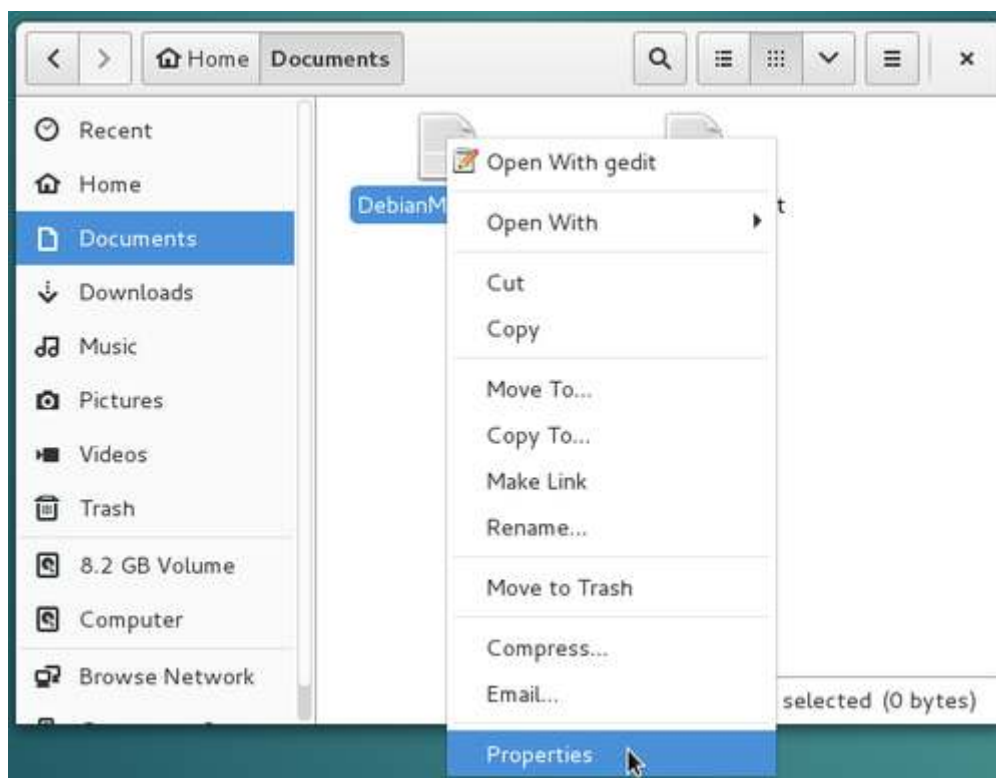 Home Documents
Recent
Home
Documents
Downloads
Music
Pictures
Videos
Trash
8.2 GB Volume
Computer
Browse Network
DebianM
t
Open With gedit
Open With
Cut
Copy
Move To...
Copy To...
Make Link
Rename...
Move to Trash
Compress...
Email...
Properties
selected (0 bytes)